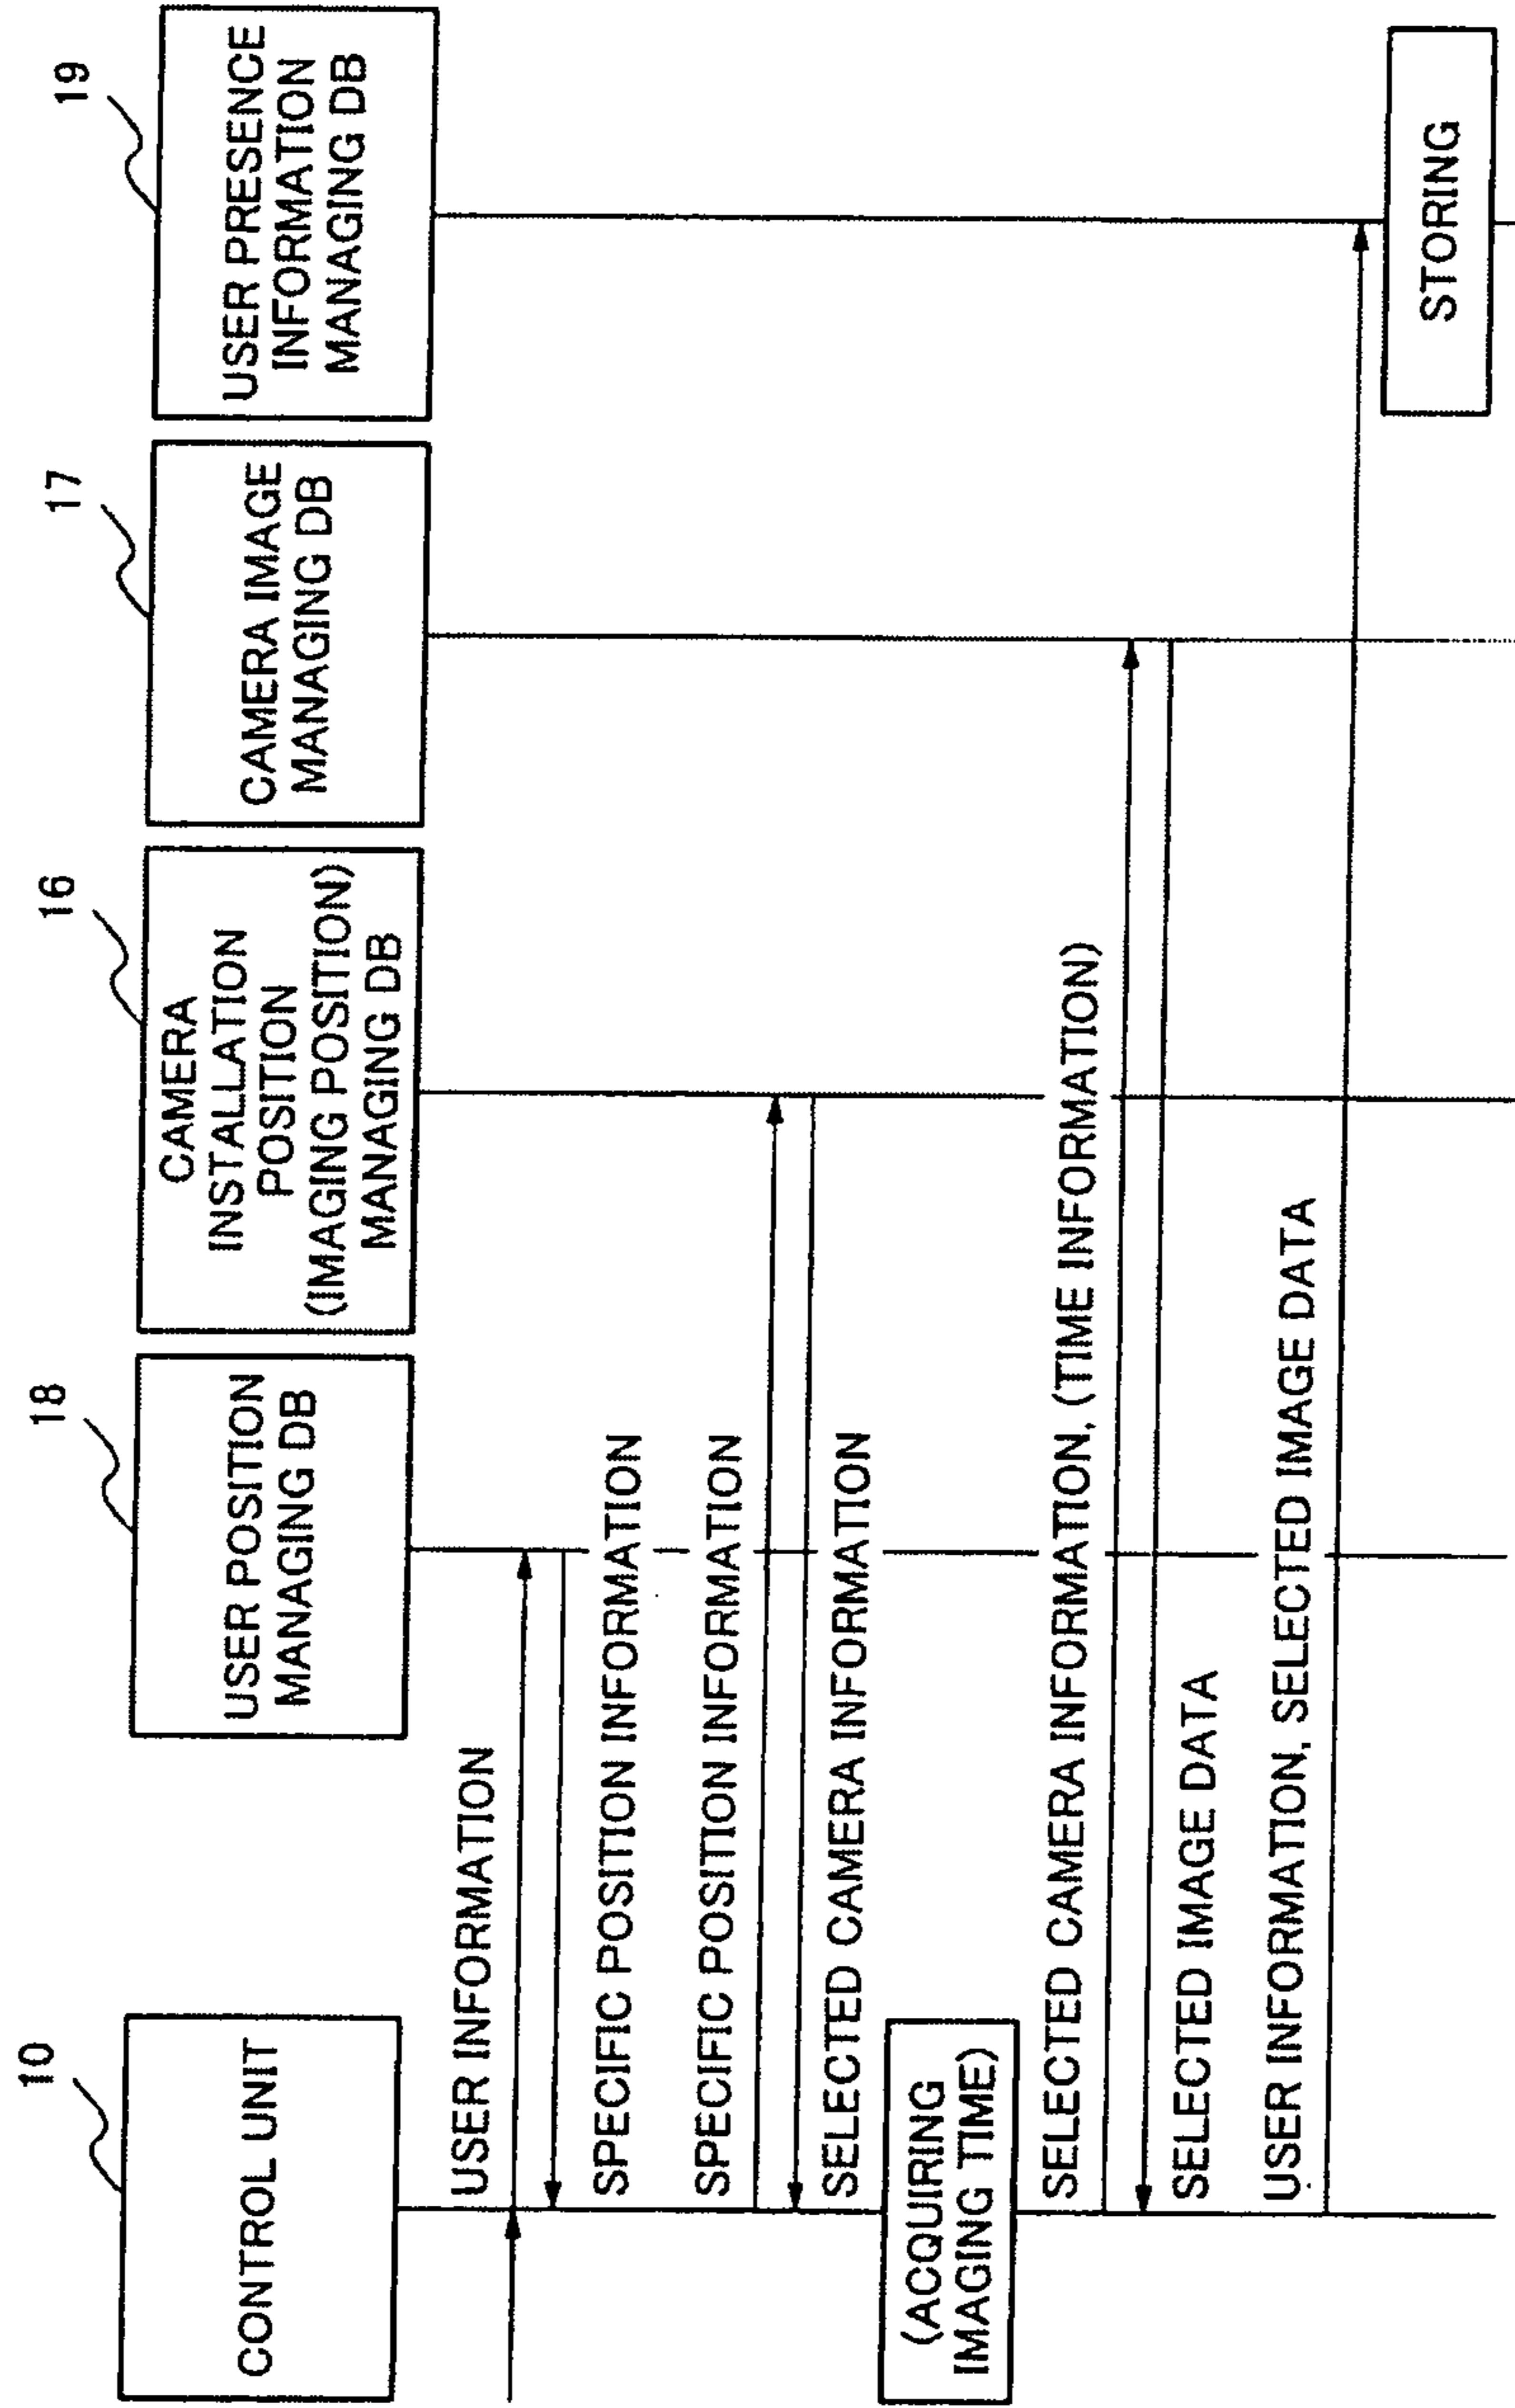 10
CONTROL UNIT
18
USER POSITION
MANAGING DB
16
CAMERA
INSTALLATION
POSITION
(IMAGING POSITION)
MANAGING DB
17
CAMERA IMAGE
MANAGING DB
19
USER PRESENCE
INFORMATION
MANAGING DB
USER INFORMATION
SPECIFIC POSITION INFORMATION
SPECIFIC POSITION INFORMATION
SELECTED CAMERA INFORMATION
(ACQUIRING
IMAGING TIME)
SELECTED CAMERA INFORMATION, (TIME INFORMATION)
SELECTED IMAGE DATA
USER INFORMATION, SELECTED IMAGE DATA
STORING